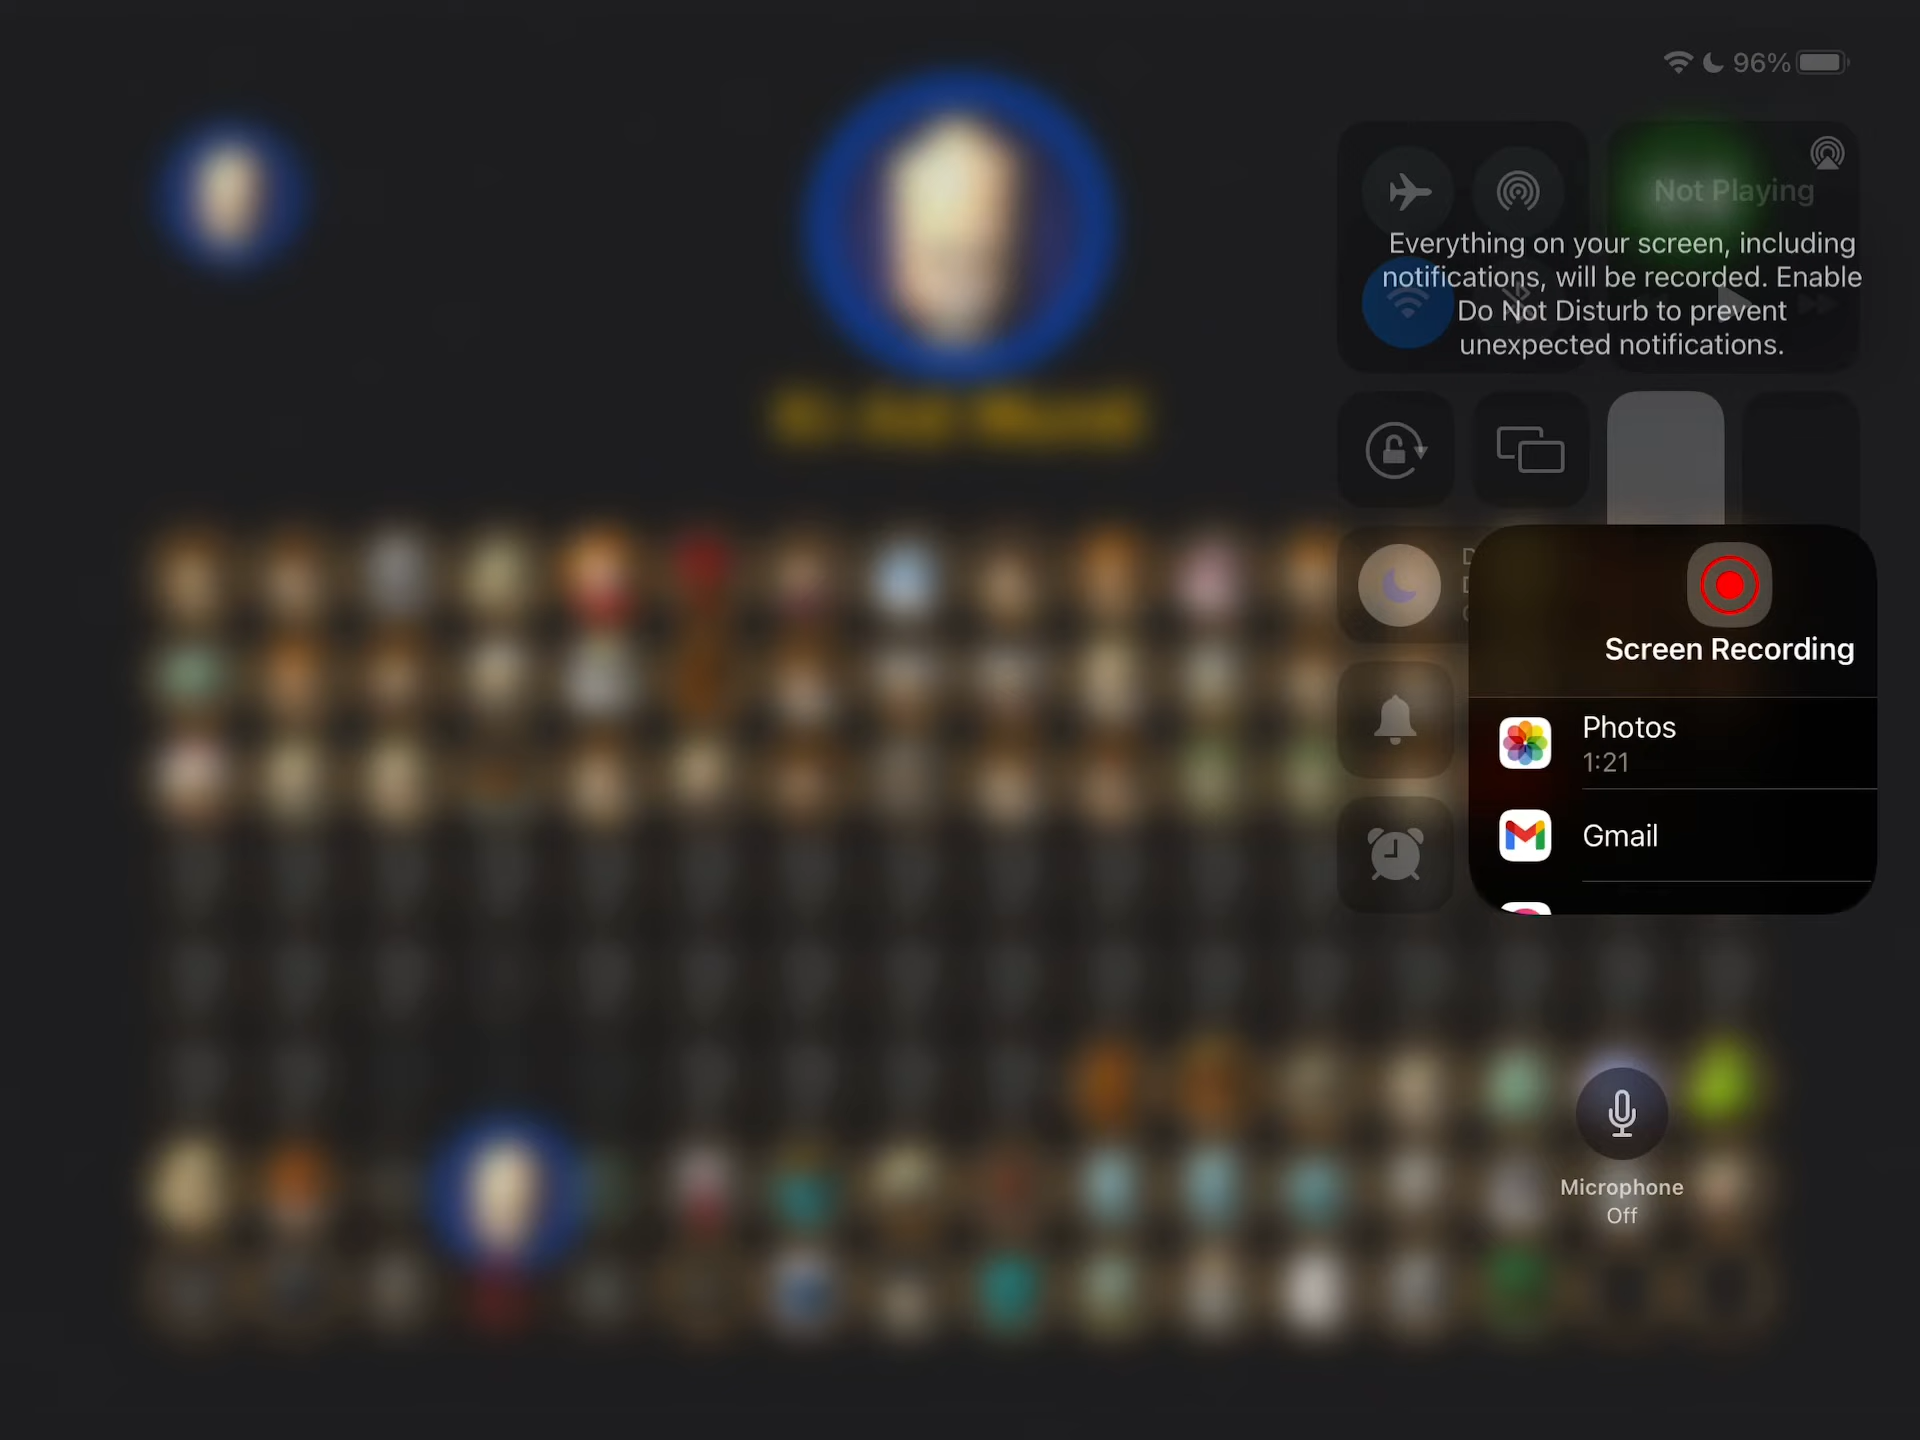 96%
Not Playing
Everything on your screen, including
notifications, will be recorded. Enable
Do Not Disturb to prevent
unexpected notifications.
Screen Recording
Photos
1:21
Gmail
Microphone
Off